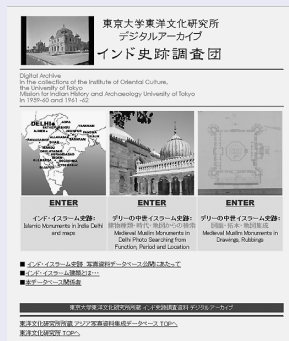 東京大学東洋文化研究所
デジタルアーカイブ
インド史跡調査団
Digital Archive
In the collections of the Institute of Oriental Culture,
the University of Tokyo
Mission for Indian History and Archaeology University of Tokyo
In 1959-60 and 1961-62
DELHI
AGRA
ENTER
ENTER
ENTER
インド・イスラーム史跡:
Islamic Monuments in India Delhi
and maps
デリーの中世イスラーム史跡:
建物種類・時代・地図からの検索
Medieval Muslim Monuments in
Delhi Photo Searching from
Function, Period and Location
デリーの中世イスラーム史跡:
図面・拓本・地図集成
Medieval Muslim Monuments in
Drawings, Rubbings
■ インド・イスラーム史跡 写真資料データベース公開にあたって
■インド・イスラーム建築とは…
■本データベース関係者
東京大学東洋文化研究所所蔵 インド史跡調査資料 デジタルアーカイブ
東洋文化研究所所蔵 アジア写真資料集成データベース TOPへ
東洋文化研究所 TOPへ